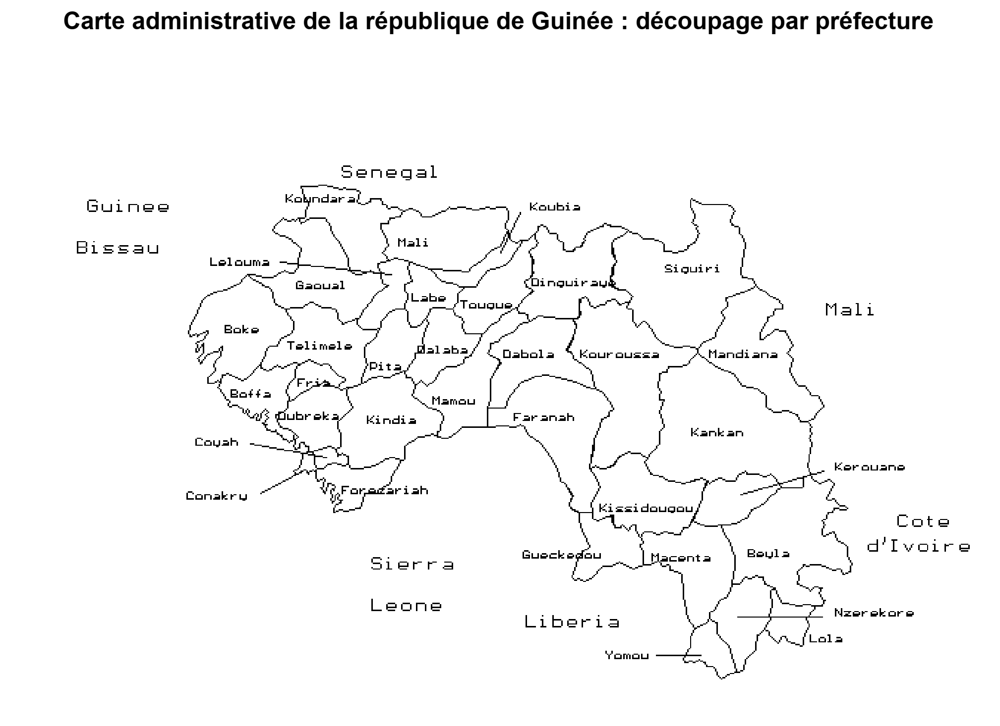 Carte administrative de la république de Guinée : découpage par préfecture
Senegal
Koundara
Guinee
Koubia
Mali
Bissau
Lelouma
Siguiri
Gaoual
Dinguiraye
Labe
Tougue
Mali
Boke
Telimele
Dalaba
Dabola
Kouroussa
Mandiana
Pita
Fria
Boffa
Mamou
Dubreka
Kindia
Faranah
Kankan
Coyah
Kerouane
Forecariah
Conakry
Kissidougou
Cote
d'Ivoire
Gueckedou
Macenta
Beyla
Sierra
Leone
Nzerekore
Liberia
Lola
Yomou